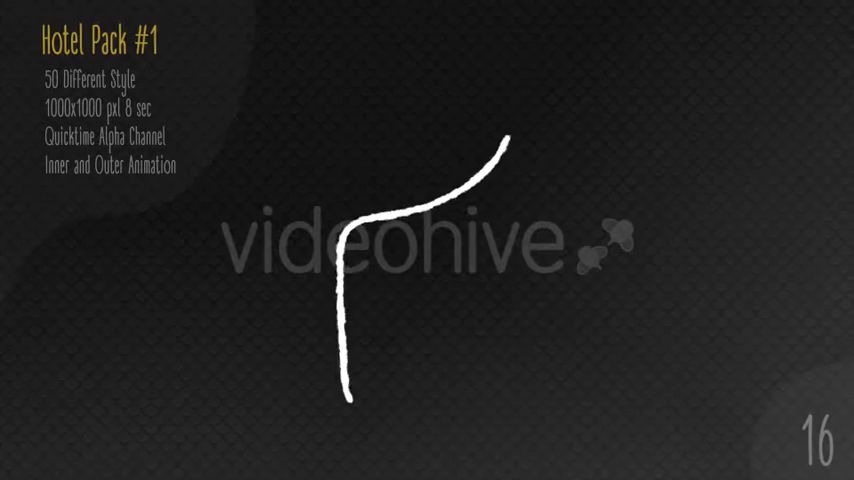 Hotel Pack #1
50 Different Style
1000x1000 pxl 8 sec
Quicktime Alpha Channel
Inner and Outer Animation
videohive
16